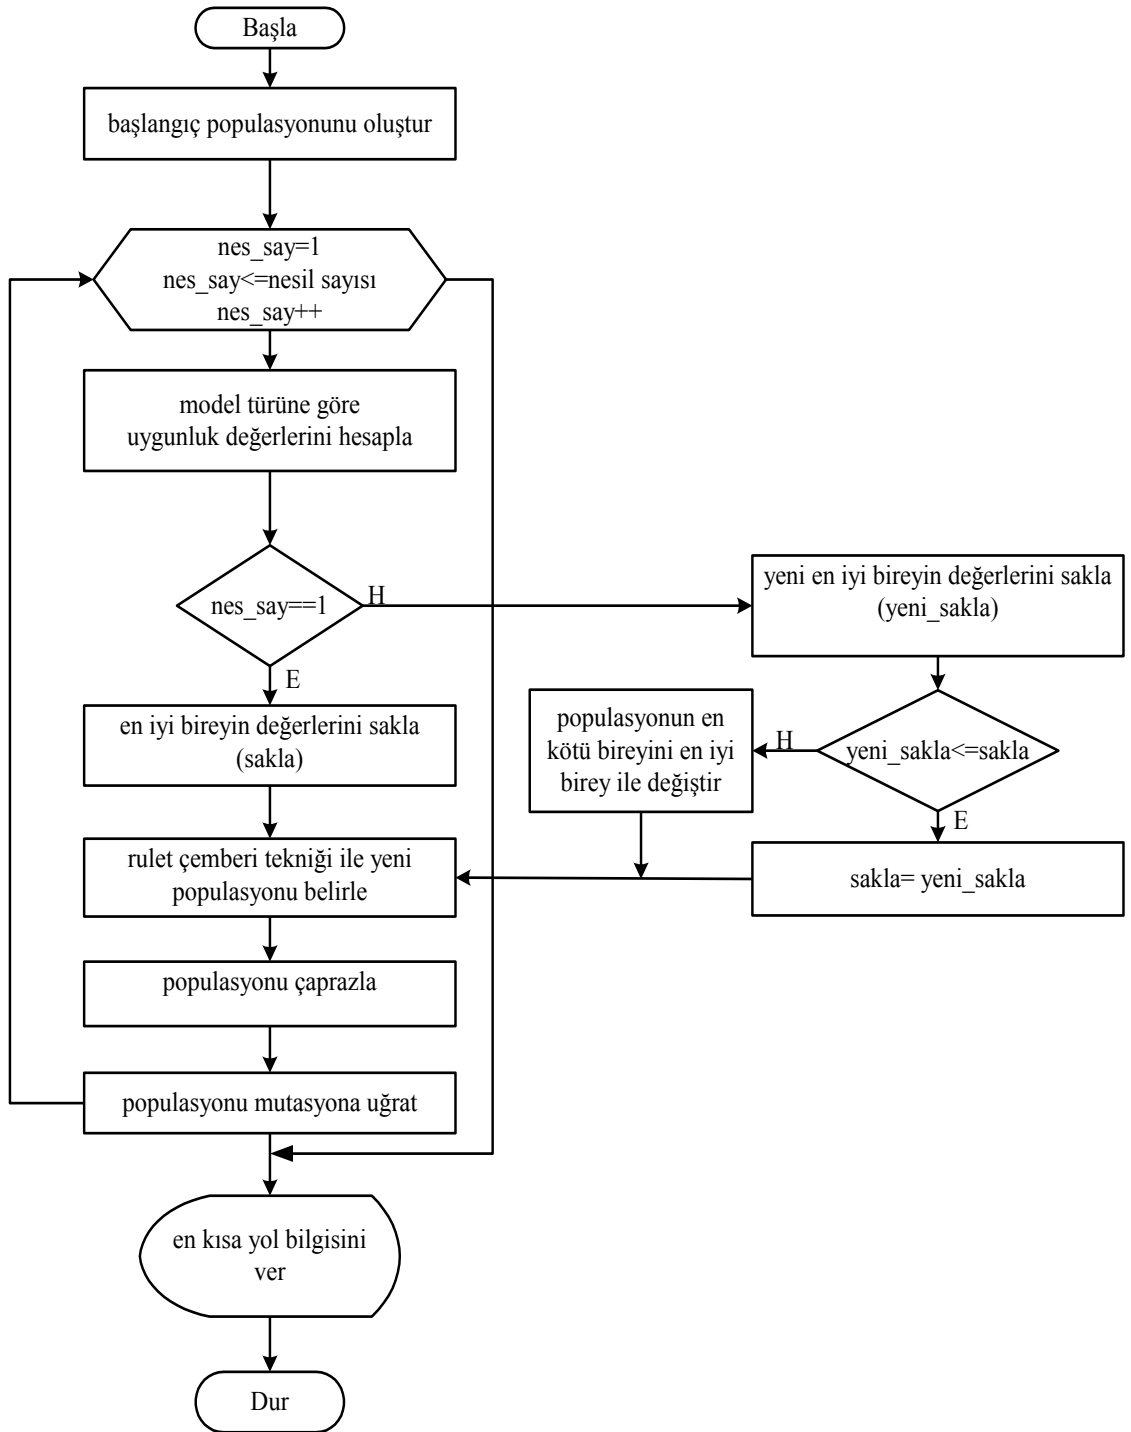 Başla
başlangıç populasyonunu oluştur
nes_say=1
nes_say<=nesil sayısı
nes_say++
model türüne göre
uygunluk değerlerini hesapla
nes_say==1
H
E
yeni en iyi bireyin değerlerini sakla
(yeni_sakla)
yeni_sakla<=sakla
H
E
populasyonun en
kötü bireyini en iyi
birey ile değiştir
sakla= yeni_sakla
en iyi bireyin değerlerini sakla
(sakla)
rulet çemberi tekniği ile yeni
populasyonu belirle
populasyonu çaprazla
populasyonu mutasyona uğrat
en kısa yol bilgisini
ver
Dur